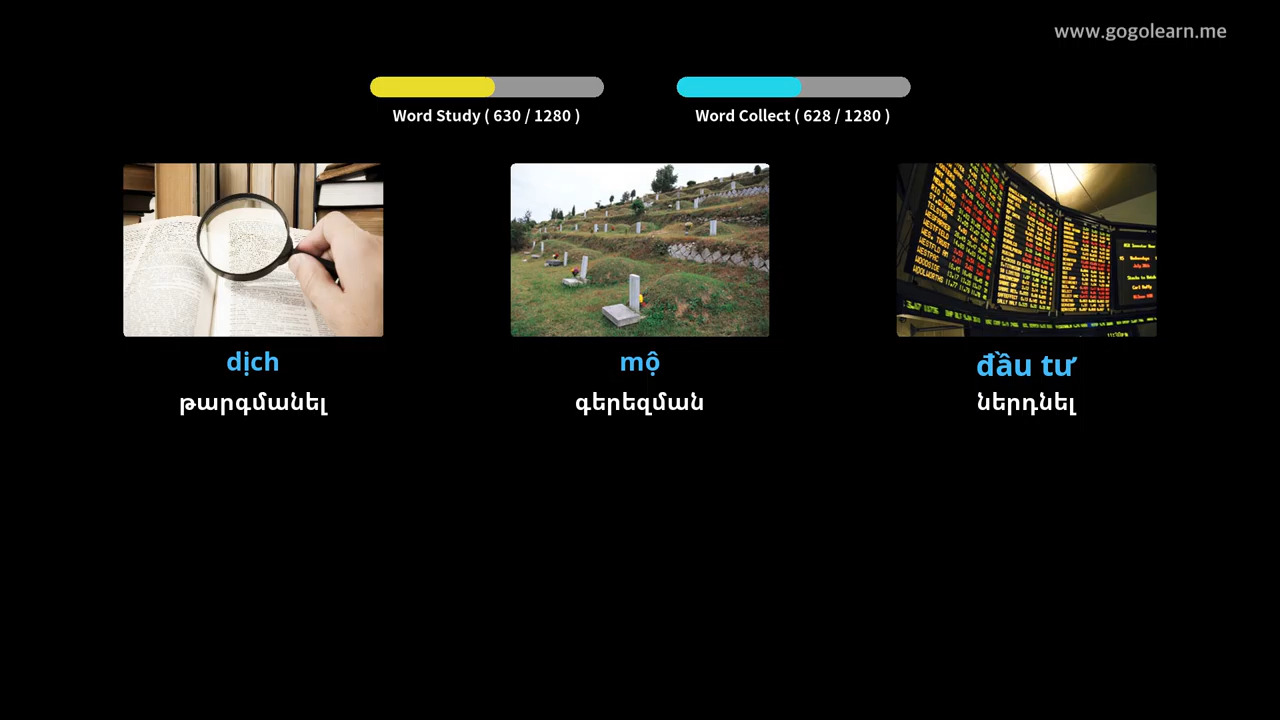 www.gogolearn.me
Word Study ( 630 / 1280 )
Word Collect ( 628 / 1280 )
dịch
mộ
đầu tư
թարգմանել
գերեզման
ներդնել